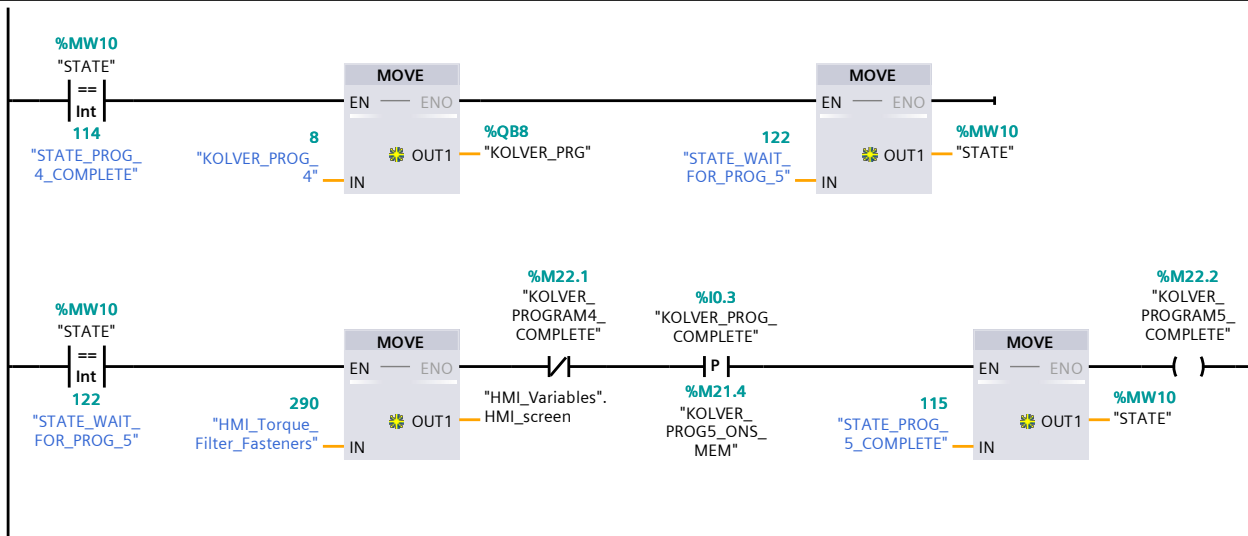 %MW10
"STATE"
==
Int
114
"STATE_PROG_
4_COMPLETE"
MOVE
EN
ENO
8
"KOLVER_PROG_
4"
IN
OUT1
%QB8
"KOLVER_PRG"
MOVE
EN
ENO
122
"STATE_WAIT_
FOR_PROG_5"
IN
OUT1
%MW10
"STATE"
%MW10
"STATE"
==
Int
122
"STATE_WAIT_
FOR_PROG_5"
MOVE
EN
ENO
290
"HMI_Torque_
Filter_Fasteners"
IN
OUT1
"HMI_Variables".
HMI_screen
%M22.1
"KOLVER_
PROGRAM4_
COMPLETE"
%I0.3
"KOLVER_PROG_
COMPLETE"
P
%M21.4
"KOLVER_
PROG5_ONS_
MEM"
MOVE
EN
ENO
115
"STATE_PROG_
5_COMPLETE"
IN
OUT1
%MW10
"STATE"
%M22.2
"KOLVER_
PROGRAM5_
COMPLETE"